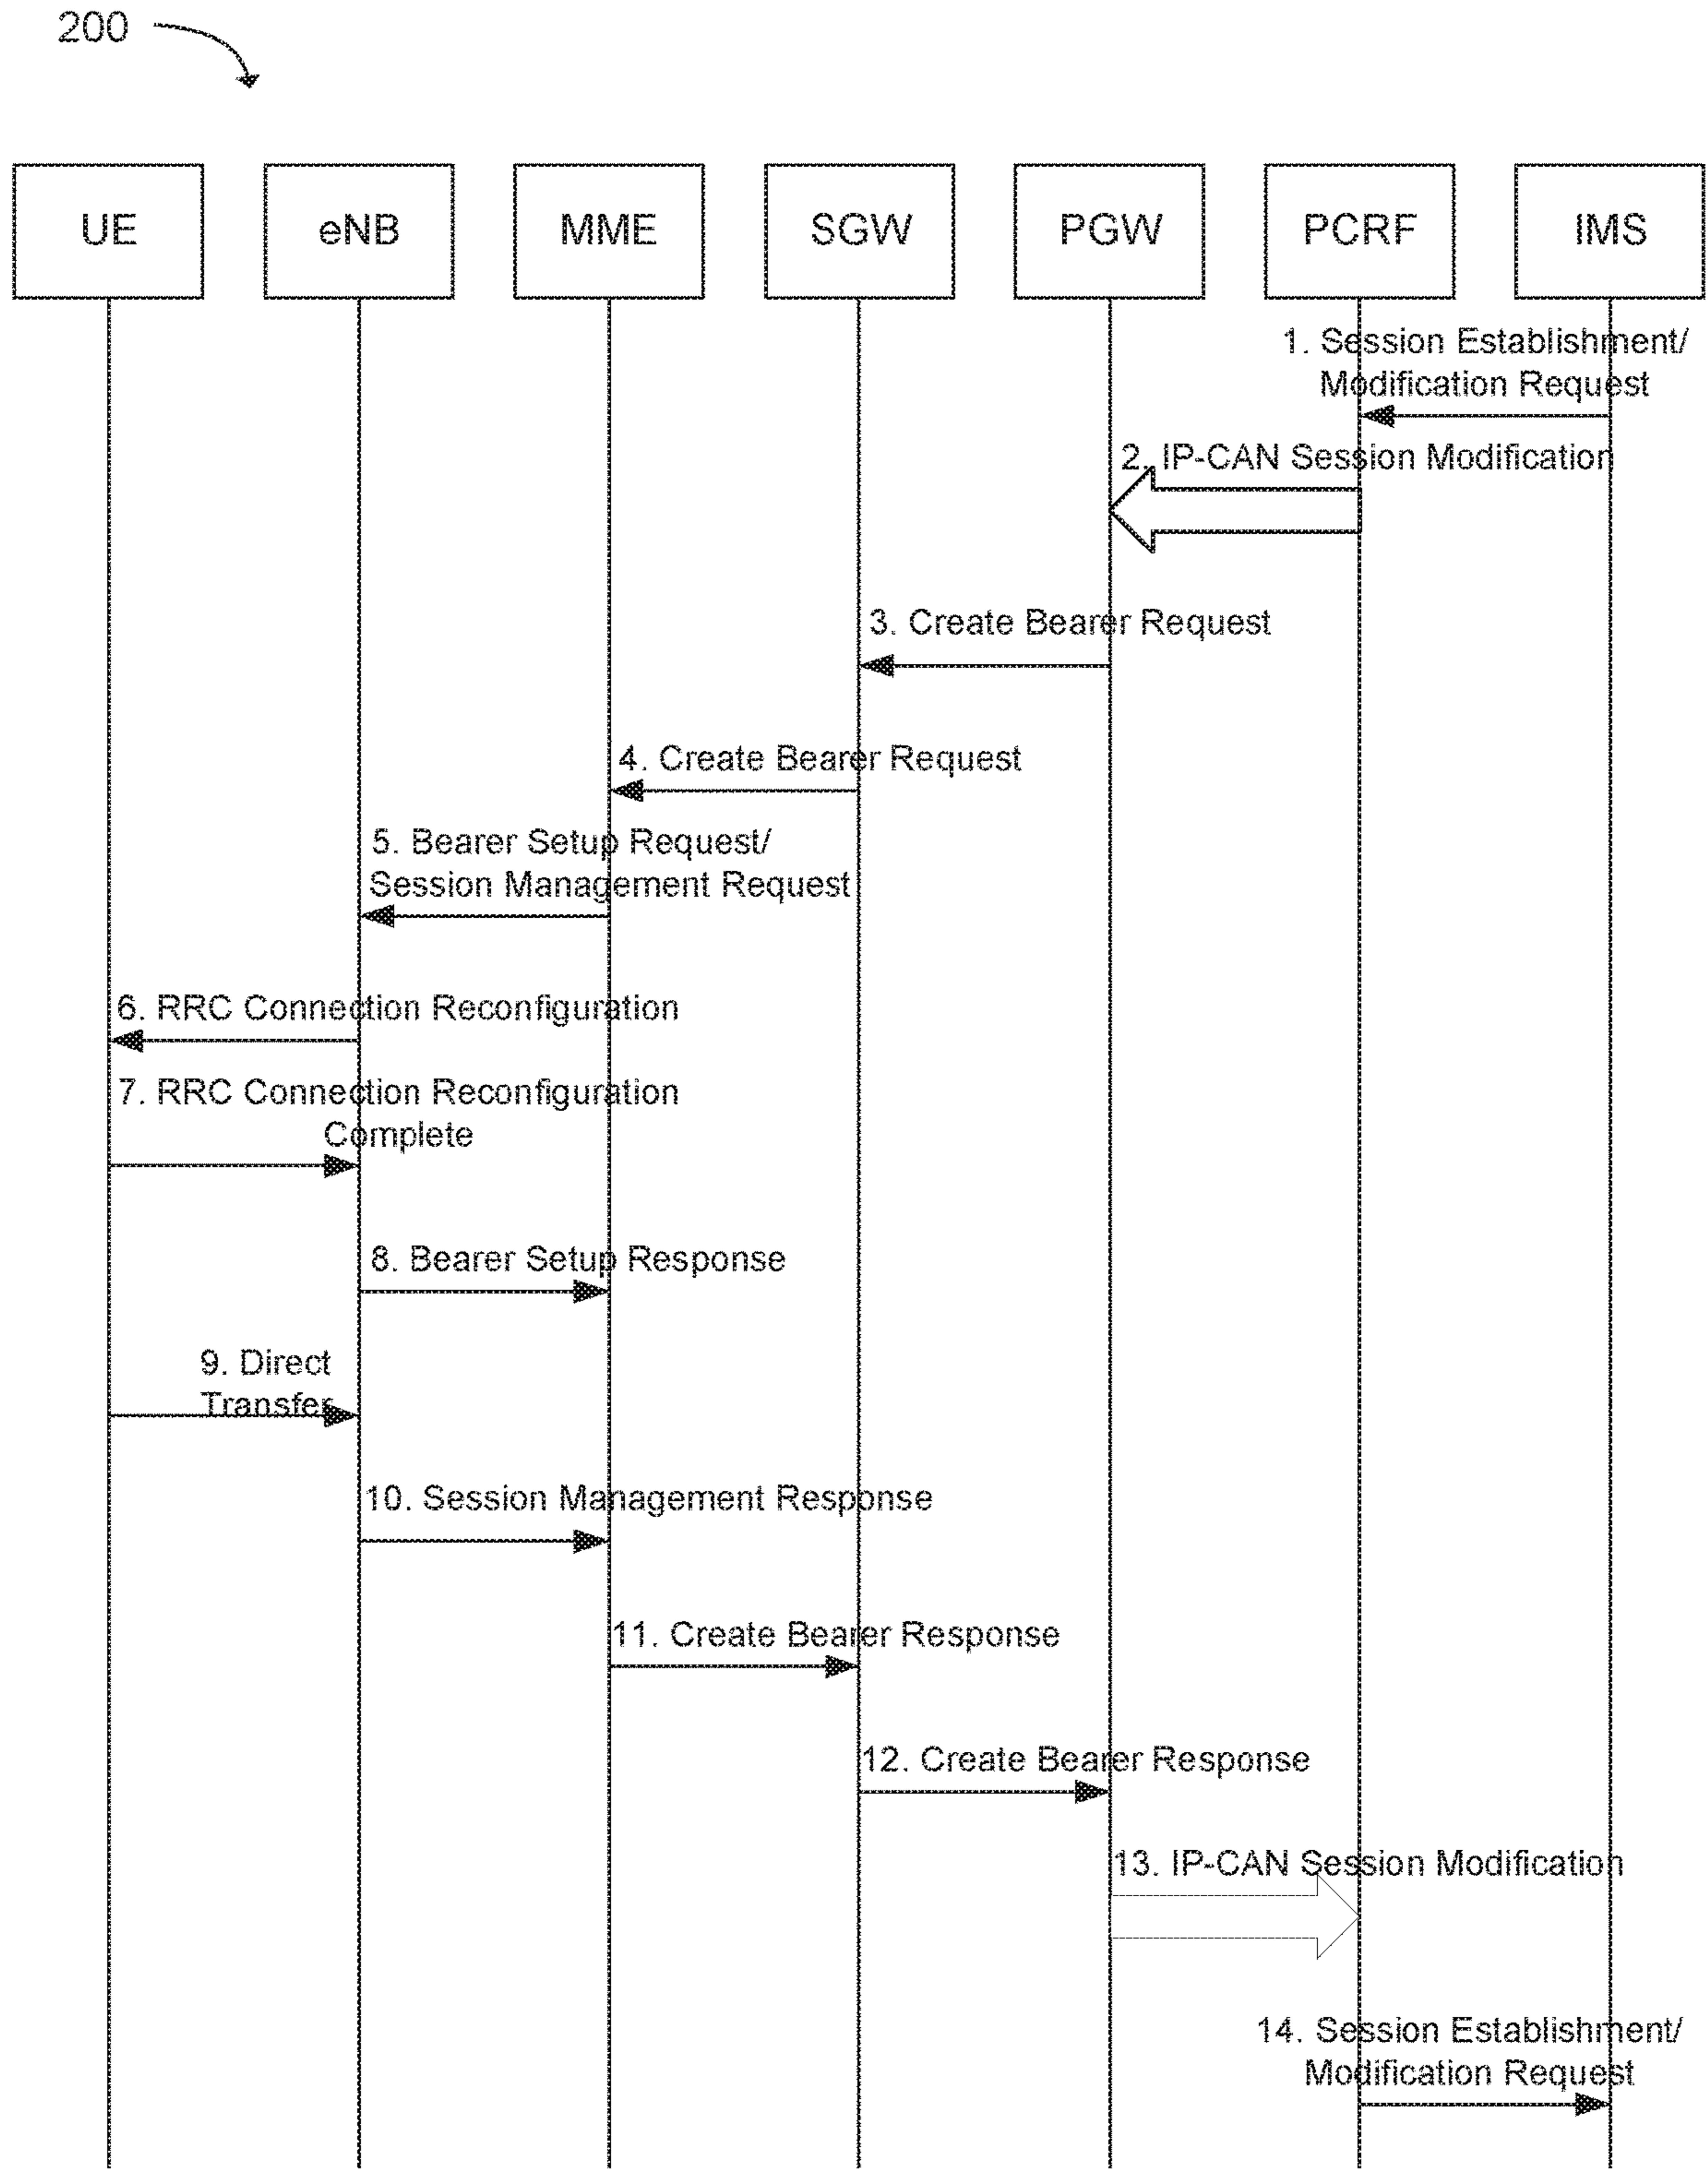 200
UE
eNB
MME
SGW
PGW
PCRF
IMS
1. Session Establishment/
Modification Request
2. IP-CAN Session Modification
3. Create Bearer Request
4. Create Bearer Request
5. Bearer Setup Request/
Session Management Request
6. RRC Connection Reconfiguration
7. RRC Connection Reconfiguration
Complete
8. Bearer Setup Response
9. Direct
Transfer
10. Session Management Response
11. Create Bearer Response
12. Create Bearer Response
13. IP-CAN Session Modification
14. Session Establishment/
Modification Request